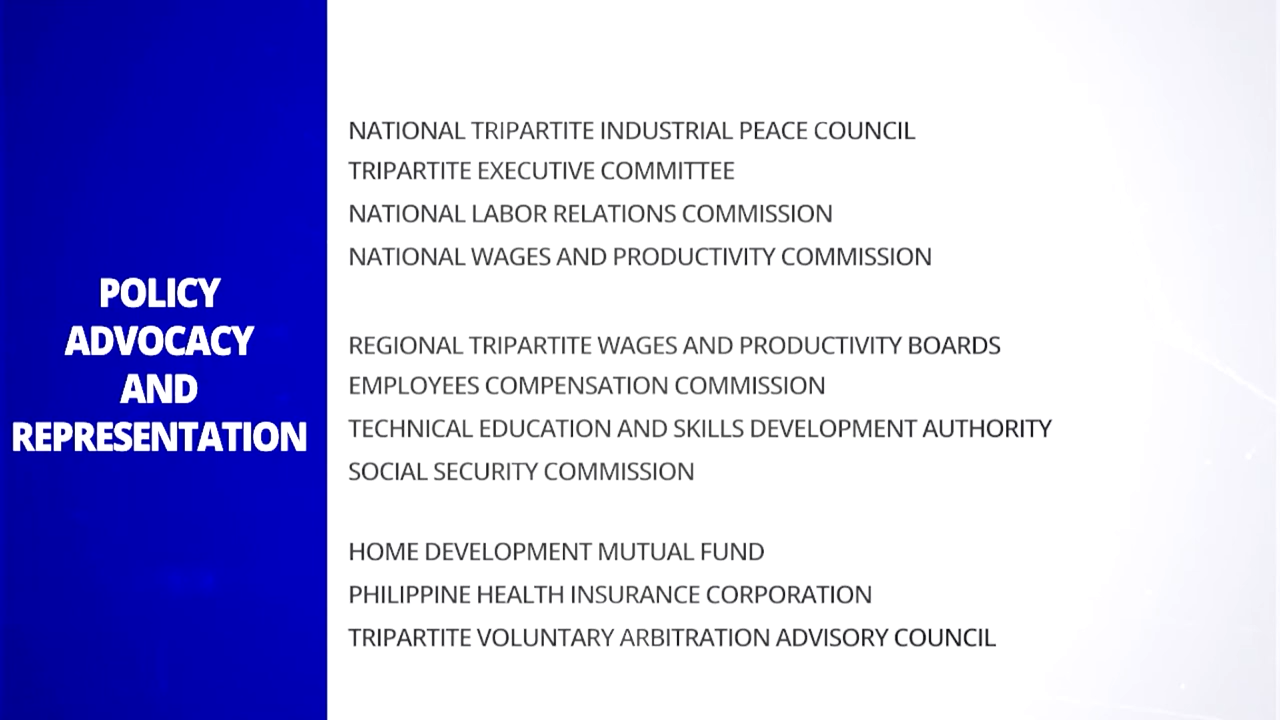 POLICY
ADVOCACY
AND
REPRESENTATION
NATIONAL TRIPARTITE INDUSTRIAL PEACE COUNCIL
TRIPARTITE EXECUTIVE COMMITTEE
NATIONAL LABOR RELATIONS COMMISSION
NATIONAL WAGES AND PRODUCTIVITY COMMISSION
REGIONAL TRIPARTITE WAGES AND PRODUCTIVITY BOARDS
EMPLOYEES COMPENSATION COMMISSION
TECHNICAL EDUCATION AND SKILLS DEVELOPMENT AUTHORITY
SOCIAL SECURITY COMMISSION
HOME DEVELOPMENT MUTUAL FUND
PHILIPPINE HEALTH INSURANCE CORPORATION
TRIPARTITE VOLUNTARY ARBITRATION ADVISORY COUNCIL